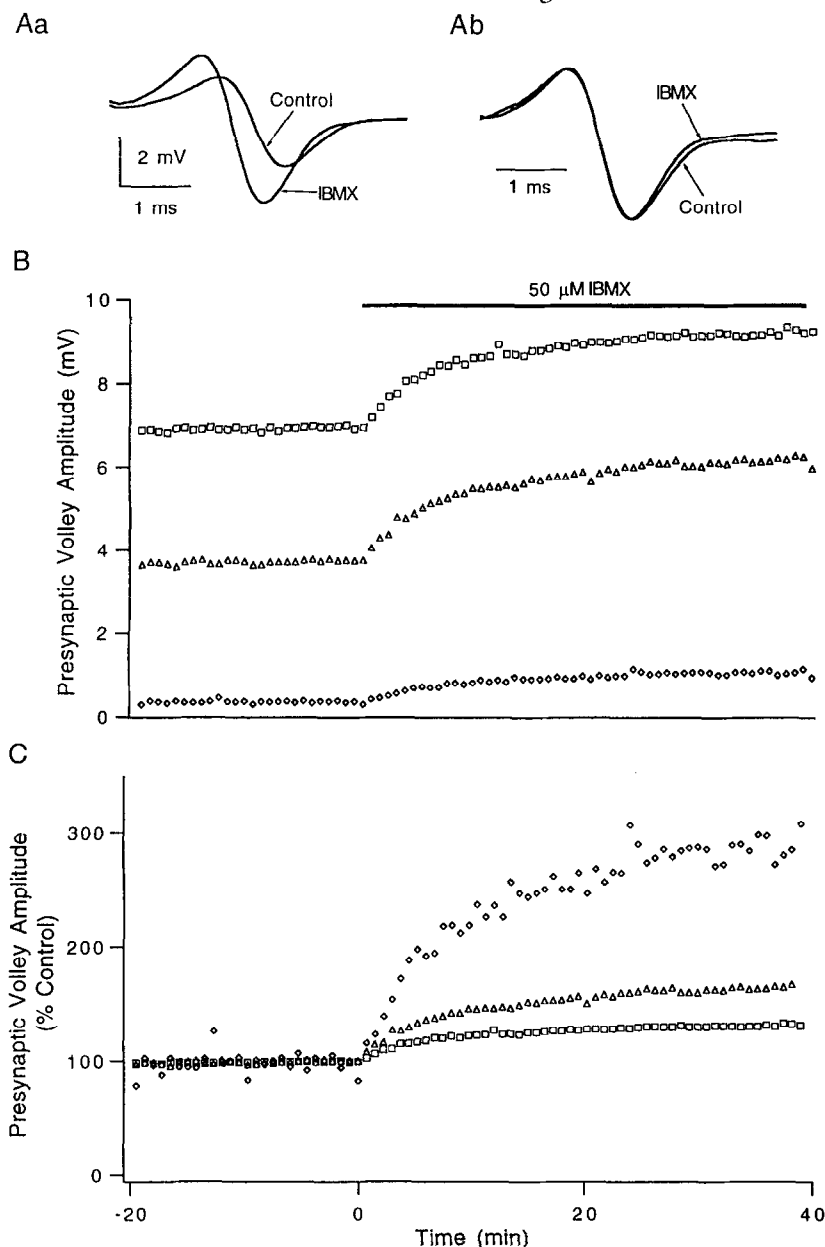 Aa
Ab
Control
IBMX
2 mV
1 ms
IBMX
Control
1 ms
B
50 µM IBMX
Presynaptic Volley Amplitude (mV)
10
8
6
4
2
0
C
Presynaptic Volley Amplitude
(% Control)
300
200
100
0
-20
0
20
40
Time (min)